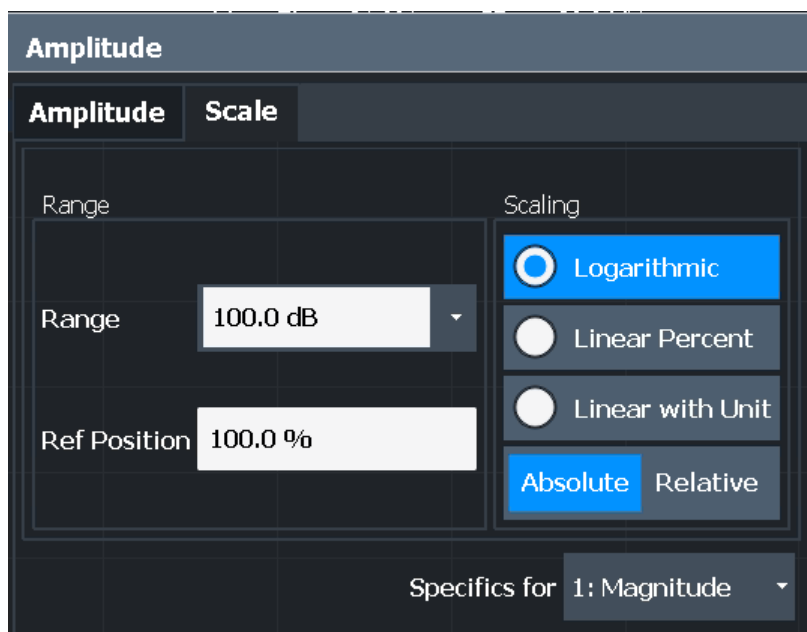 Amplitude
Amplitude Scale
Range
Range 100.0 dB
Ref Position 100.0 %
Scaling
Logarithmic
Linear Percent
Linear with Unit
Absolute Relative
Specifics for 1: Magnitude